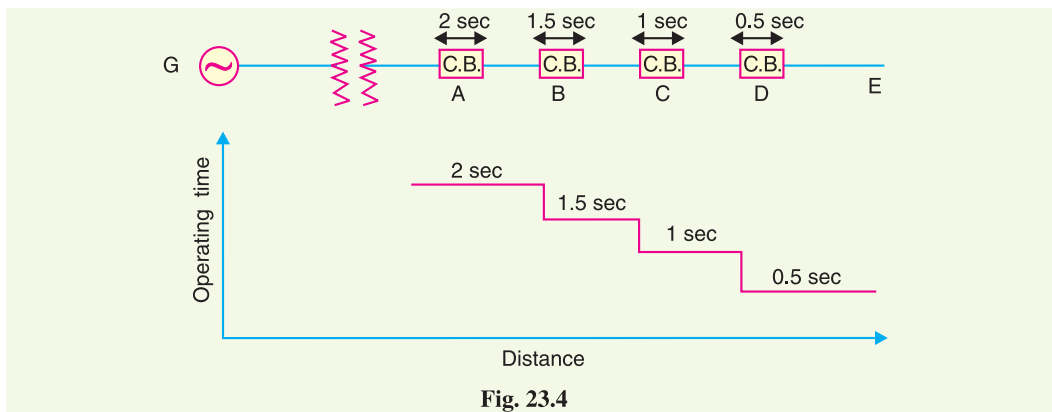 2 sec 1.5 sec 1 sec 0.5 sec
G C.B. C.B. C.B. C.B.
A B C D E
2 sec
1.5 sec
1 sec
0.5 sec
Operating time
Distance
Fig. 23.4